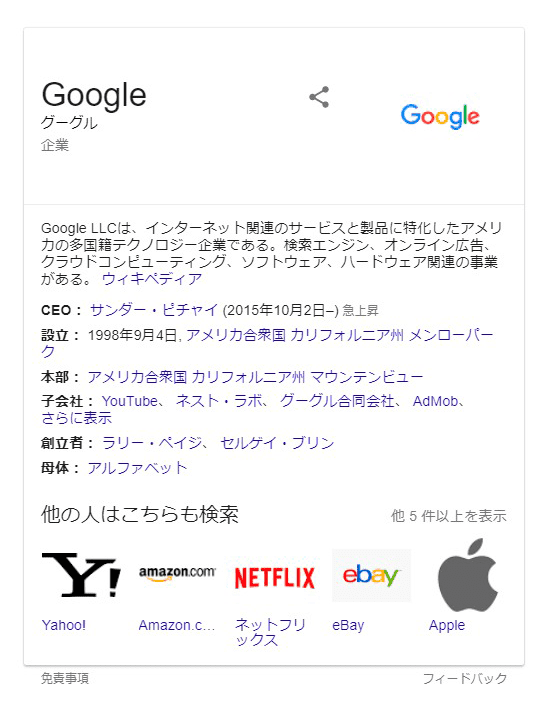 Google
グーグル
企業
Google
Google LLCは、インターネット関連のサービスと製品に特化したアメリ
カの多国籍テクノロジー企業である。検索エンジン、オンライン広告、
クラウドコンピューティング、ソフトウェア、ハードウェア関連の事業
がある。 ウィキペディア
CEO： サンダー・ピチャイ (2015年10月2日–) 急上昇
設立： 1998年9月4日, アメリカ合衆国 カリフォルニア州 メンローパー
ク
本部： アメリカ合衆国 カリフォルニア州 マウンテンビュー
子会社： YouTube、 ネスト・ラボ、 グーグル合同会社、 AdMob、
さらに表示
創立者： ラリー・ペイジ、 セルゲイ・ブリン
母体： アルファベット
他の人はこちらも検索
他 5 件以上を表示
Y! amazon.com NETFLIX ebay
Yahoo! Amazon.c... ネットフリ eBay Apple
ックス
免責事項
フィードバック